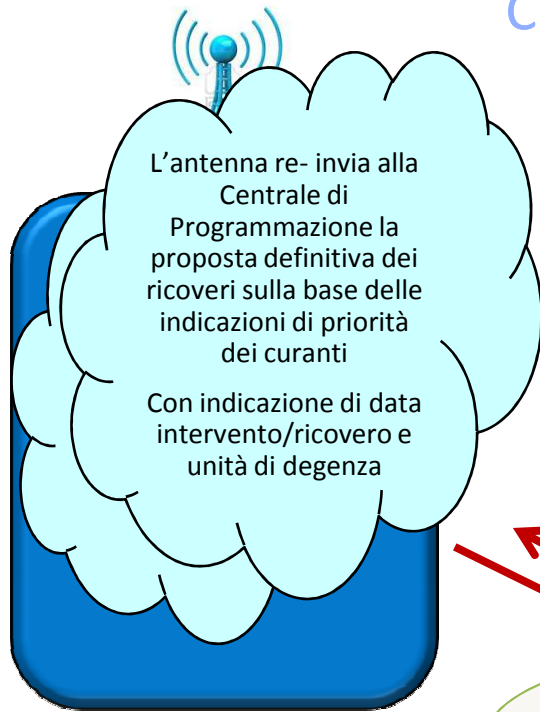 C
L'antenna re- invia alla
Centrale di
Programmazione la
proposta definitiva dei
ricoveri sulla base delle
indicazioni di priorità
dei curanti
Con indicazione di data
intervento/ricovero e
unità di degenza